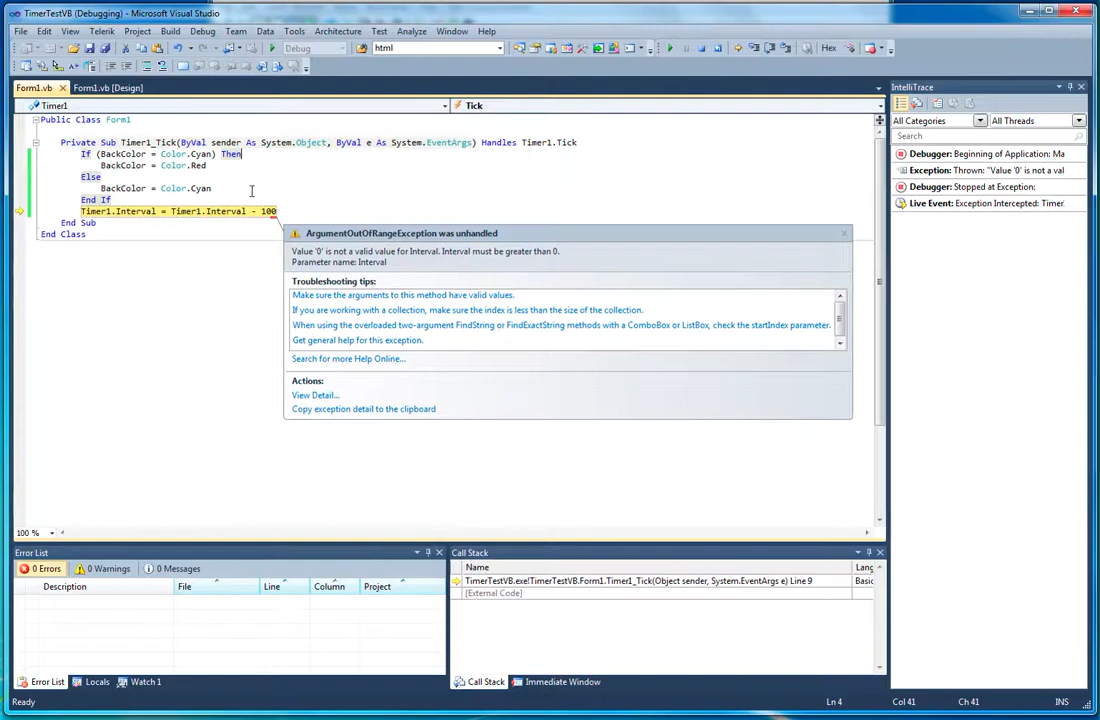 TimerTestVB (Debugging) - Microsoft Visual Studio
File Edit View Telerik Project Build Debug Team Data Tools Architecture Test Analyze Window Help
Debug html Hex
Form1.vb Form1.vb [Design]
Timer1 Tick
Public Class Form1
Private Sub Timer1_Tick(ByVal sender As System.Object, ByVal e As System.EventArgs) Handles Timer1.Tick
If (BackColor = Color.Cyan) Then
BackColor = Color.Red
Else
BackColor = Color.Cyan
End If
Timer1.Interval = Timer1.Interval - 100
End Sub
End Class
ArgumentOutOfRangeException was unhandled
Value '0' is not a valid value for Interval. Interval must be greater than 0.
Parameter name: Interval
Troubleshooting tips:
Make sure the arguments to this method have valid values.
If you are working with a collection, make sure the index is less than the size of the collection.
When using the overloaded two-argument FindString or FindExactString methods with a ComboBox or ListBox, check the startIndex parameter.
Get general help for this exception.
Search for more Help Online...
Actions:
View Detail...
Copy exception detail to the clipboard
IntelliTrace
All Categories All Threads
Search
Debugger: Beginning of Application: Ma
Exception: Thrown: "Value '0' is not a val
Debugger: Stopped at Exception:
Live Event: Exception Intercepted: Timer.
100 %
Error List
0 Errors 0 Warnings 0 Messages
Description File Line Column Project
Call Stack
Name Lang
TimerTestVB.exe!TimerTestVB.Form1.Timer1_Tick(Object sender, System.EventArgs e) Line 9 Basic
[External Code]
Error List Locals Watch 1
Call Stack Immediate Window
Ready Ln 4 Col 41 Ch 41 INS